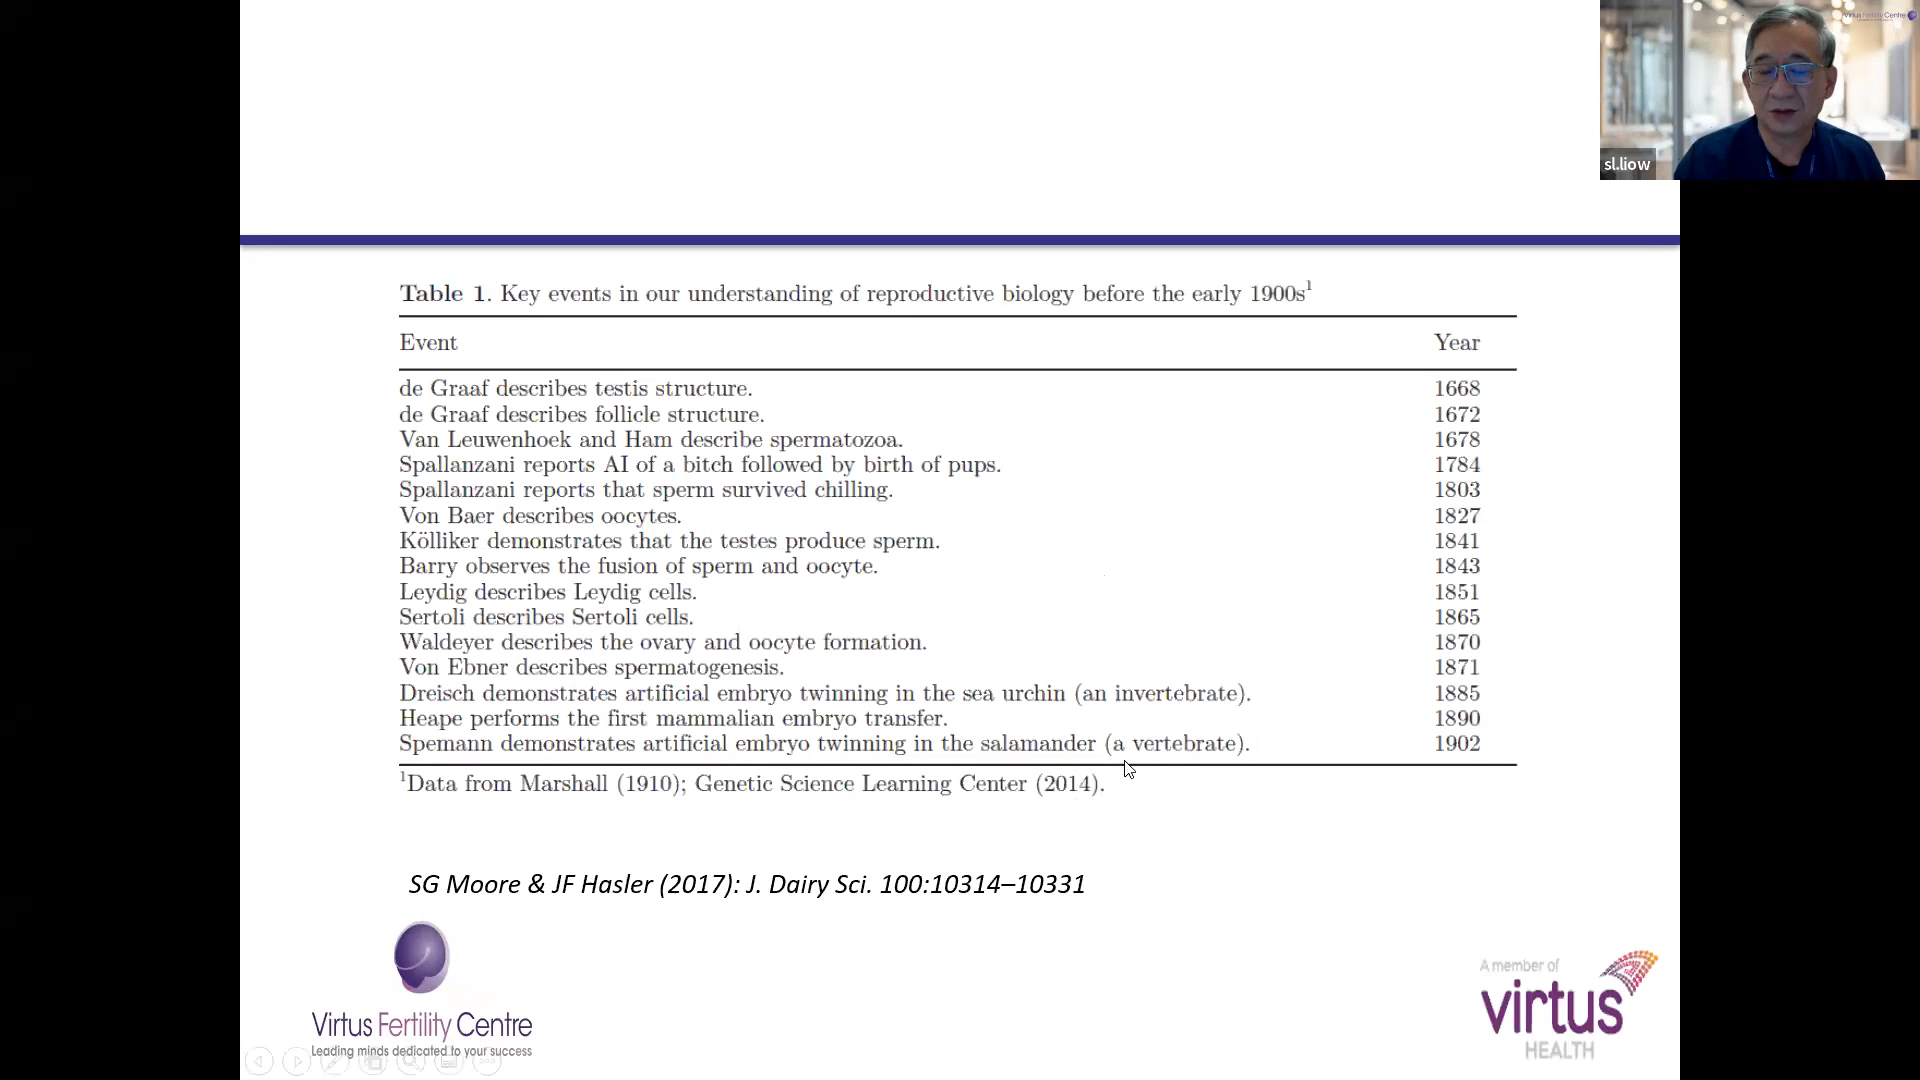 Virtus Fertility Centre
sl.liow
Table 1. Key events in our understanding of reproductive biology before the early 1900s1
Event Year
de Graaf describes testis structure. 1668
de Graaf describes follicle structure. 1672
Van Leuwenhoek and Ham describe spermatozoa. 1678
Spallanzani reports AI of a bitch followed by birth of pups. 1784
Spallanzani reports that sperm survived chilling. 1803
Von Baer describes oocytes. 1827
Kölliker demonstrates that the testes produce sperm. 1841
Barry observes the fusion of sperm and oocyte. 1843
Leydig describes Leydig cells. 1851
Sertoli describes Sertoli cells. 1865
Waldeyer describes the ovary and oocyte formation. 1870
Von Ebner describes spermatogenesis. 1871
Dreisch demonstrates artificial embryo twinning in the sea urchin (an invertebrate). 1885
Heape performs the first mammalian embryo transfer. 1890
Spemann demonstrates artificial embryo twinning in the salamander (a vertebrate). 1902
1Data from Marshall (1910); Genetic Science Learning Center (2014).
SG Moore & JF Hasler (2017): J. Dairy Sci. 100:10314–10331
Virtus Fertility Centre
Leading minds dedicated to your success
A member of
virtus
HEALTH